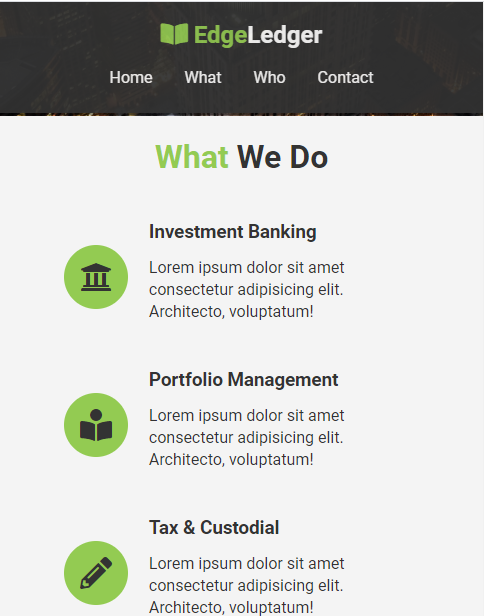 EdgeLedger
Home What Who Contact
What We Do
Investment Banking
Lorem ipsum dolor sit amet
consectetur adipisicing elit.
Architecto, voluptatum!
Portfolio Management
Lorem ipsum dolor sit amet
consectetur adipisicing elit.
Architecto, voluptatum!
Tax & Custodial
Lorem ipsum dolor sit amet
consectetur adipisicing elit.
Architecto, voluptatum!